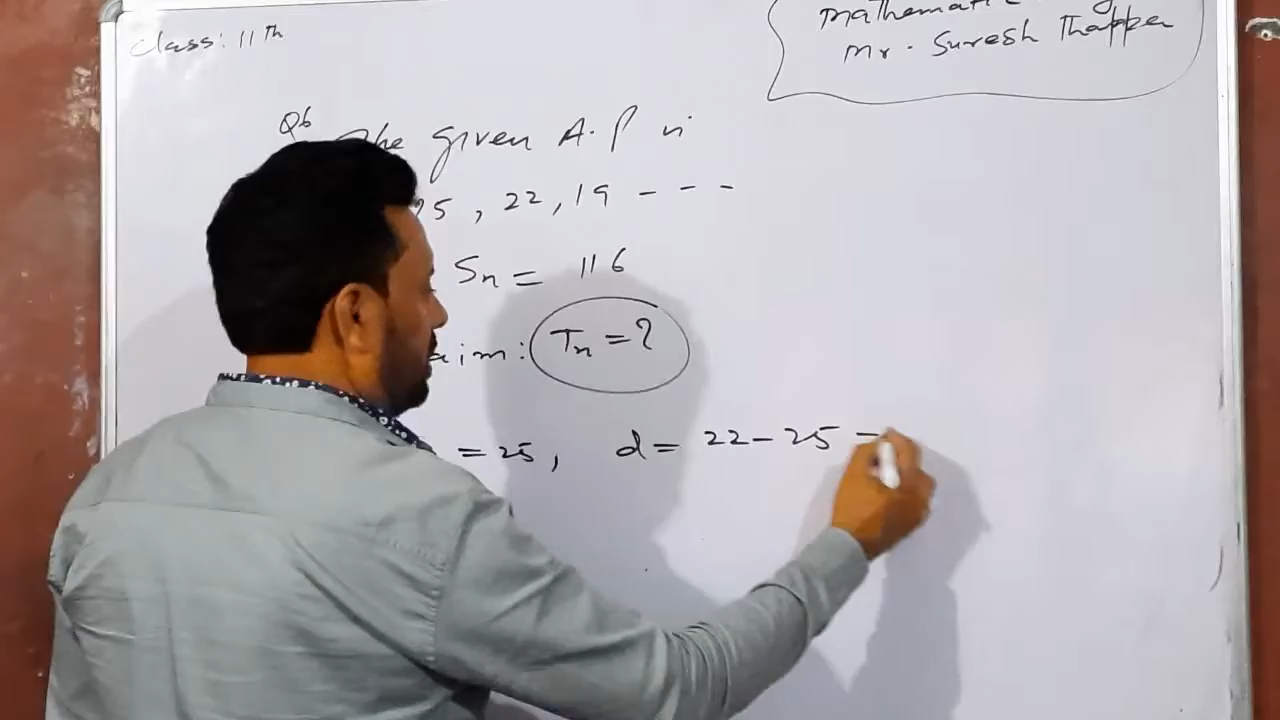 Class: 11th
Mathematic
Mr. Suresh Thapper
Q6 The given A.P is
25, 22, 19 - - -
Sn = 116
aim: Tn = ?
= 25, d = 22 - 25 =